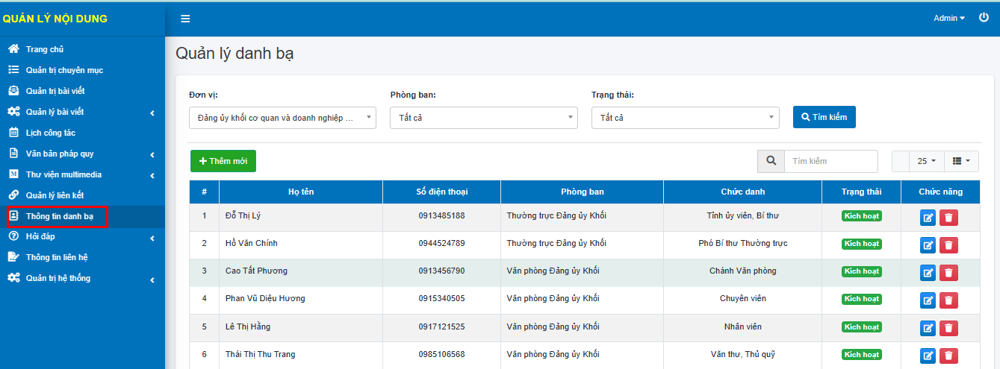 QUẢN LÝ NỘI DUNG
Admin
Trang chủ
Quản trị chuyên mục
Quản trị bài viết
Quản lý bài viết
Lịch công tác
Văn bản pháp quy
Thư viện multimedia
Quản lý liên kết
Thông tin danh bạ
Hỏi đáp
Thông tin liên hệ
Quản trị hệ thống
Quản lý danh bạ
Đơn vị: Phòng ban: Trạng thái:
Đảng ủy khối cơ quan và doanh nghiệp ... Tất cả Tất cả Tìm kiếm
Thêm mới Tìm kiếm 25
# Họ tên Số điện thoại Phòng ban Chức danh Trạng thái Chức năng
1 Đỗ Thị Lý 0913485188 Thường trực Đảng ủy Khối Tỉnh ủy viên, Bí thư Kích hoạt
2 Hồ Văn Chính 0944524789 Thường trực Đảng ủy Khối Phó Bí thư Thường trực Kích hoạt
3 Cao Tất Phương 0913456790 Văn phòng Đảng ủy Khối Chánh Văn phòng Kích hoạt
4 Phan Vũ Diệu Hương 0915340505 Văn phòng Đảng ủy Khối Chuyên viên Kích hoạt
5 Lê Thị Hằng 0917121525 Văn phòng Đảng ủy Khối Nhân viên Kích hoạt
6 Thái Thị Thu Trang 0985106568 Văn phòng Đảng ủy Khối Văn thư, Thủ quỹ Kích hoạt